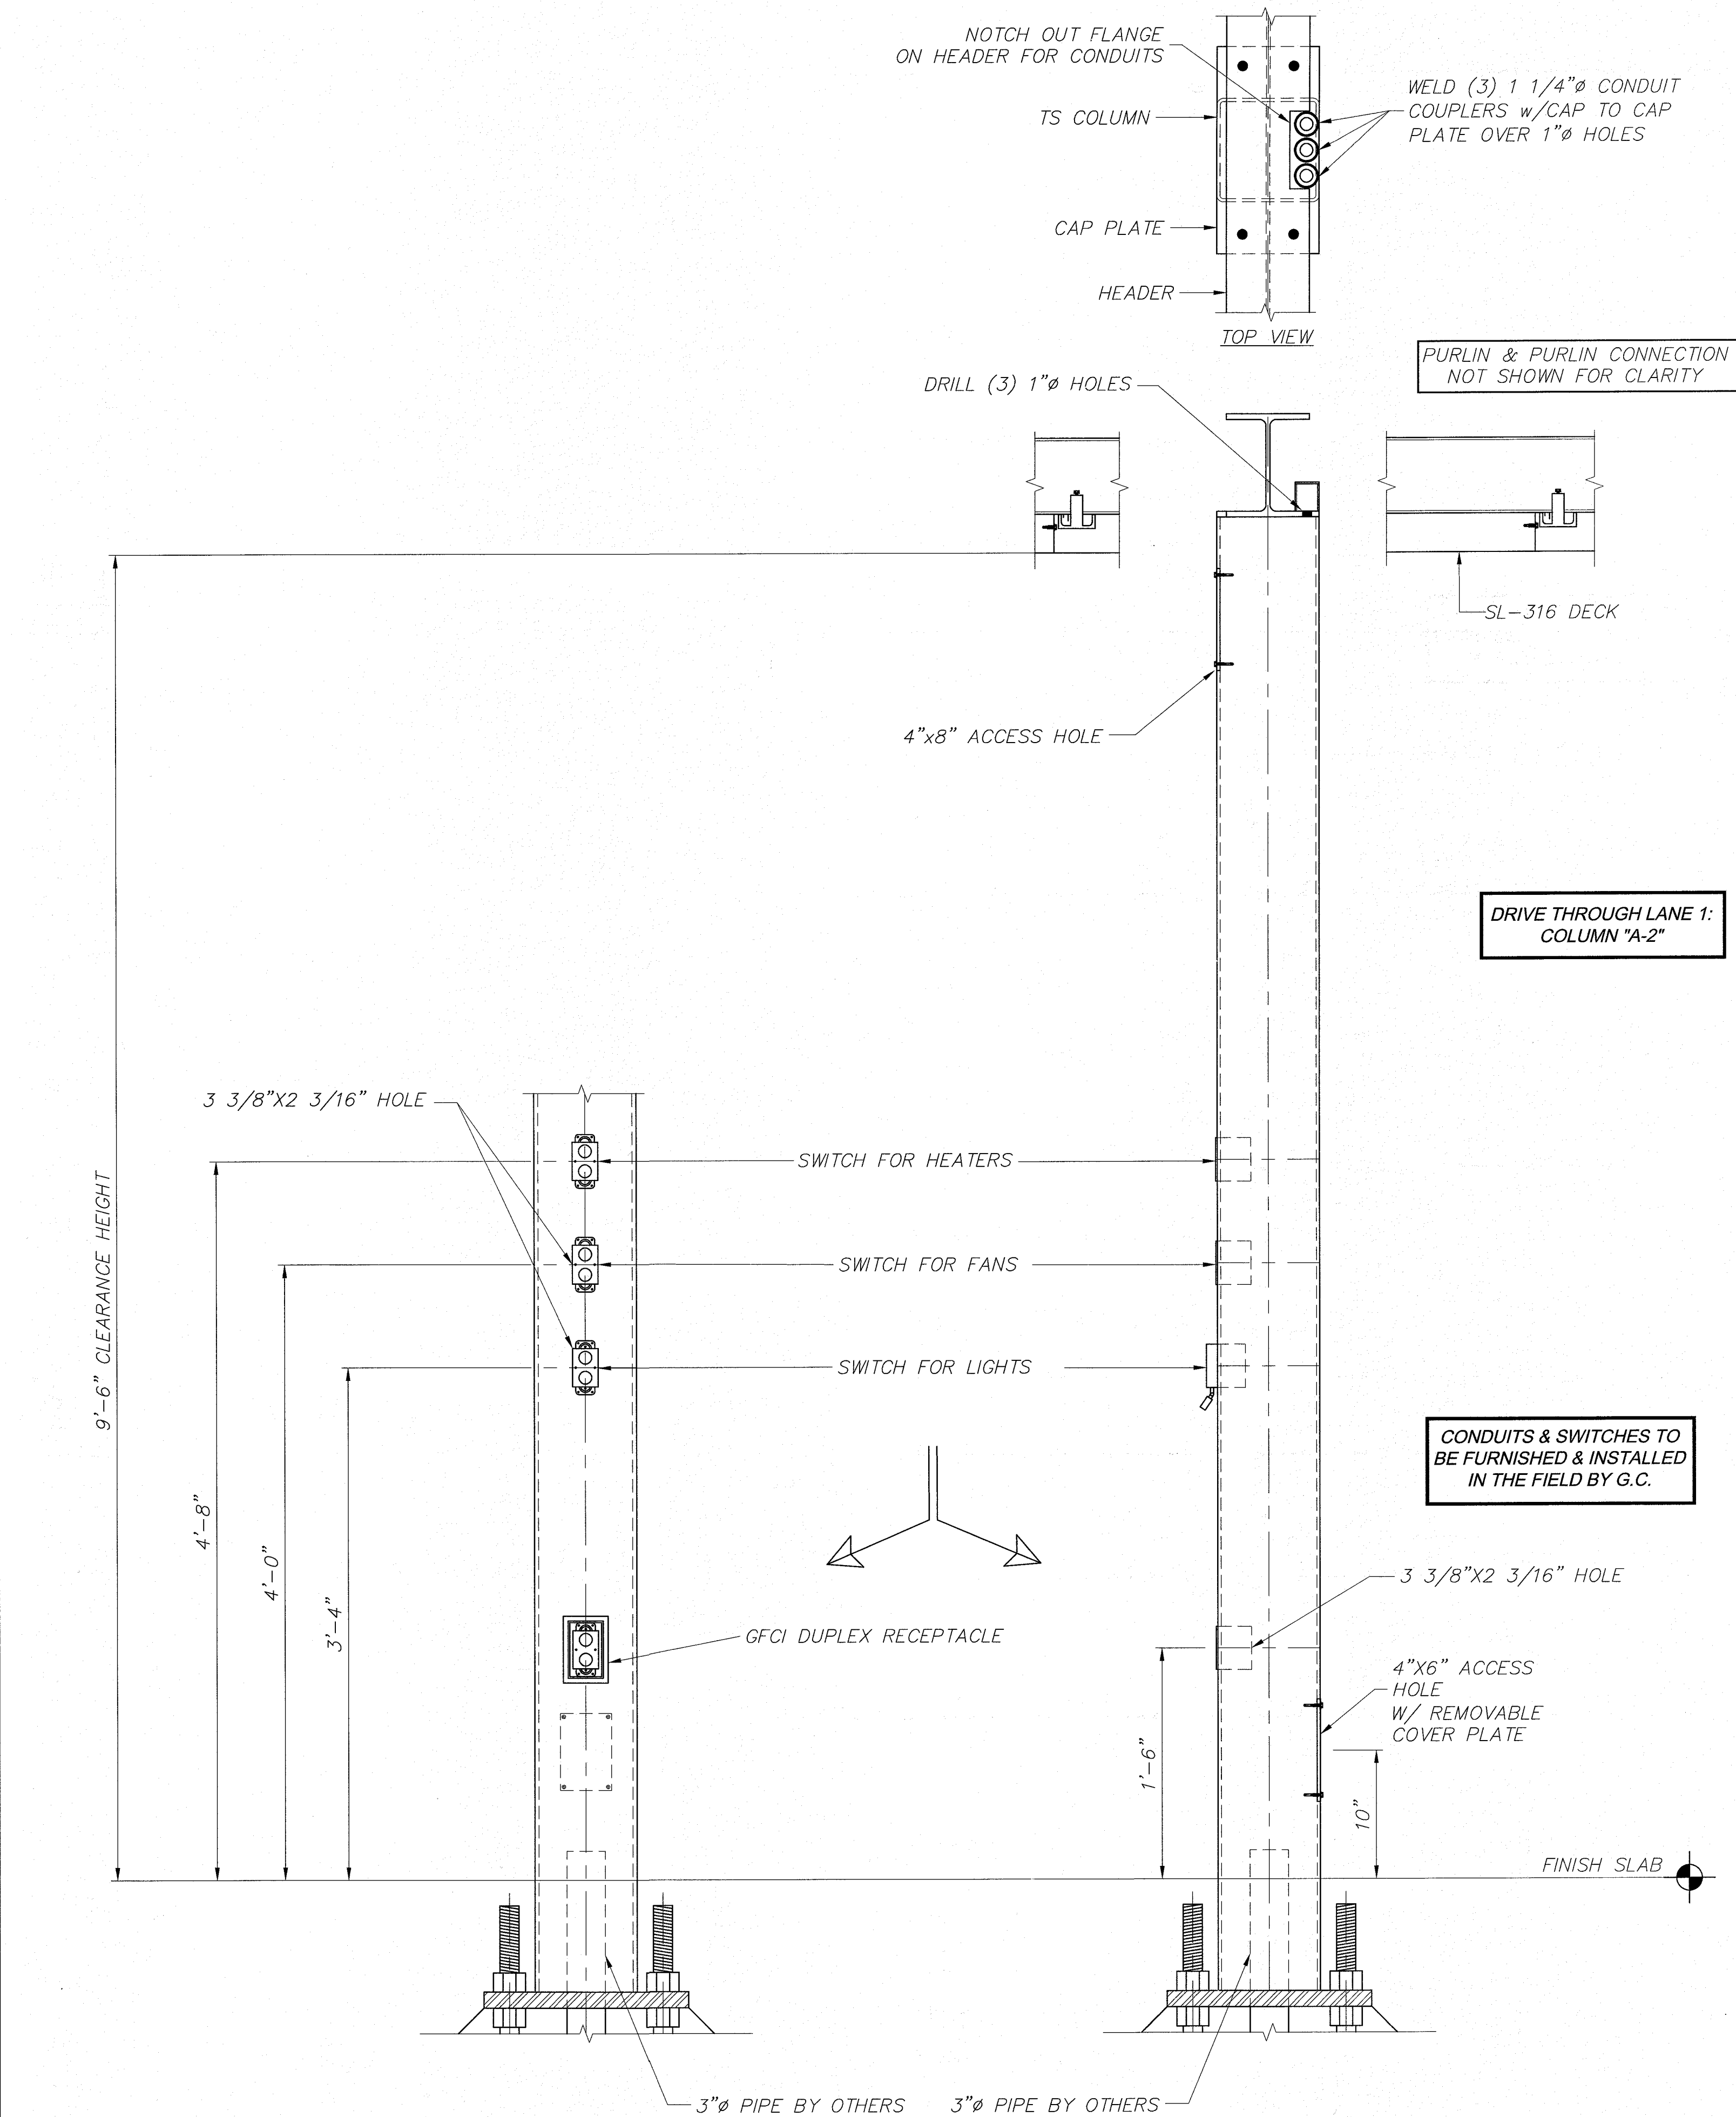 NOTCH OUT FLANGE
ON HEADER FOR CONDUITS
WELD (3) 1 1/4"ø CONDUIT
COUPLERS w/CAP TO CAP
PLATE OVER 1"ø HOLES
TS COLUMN
CAP PLATE
HEADER
TOP VIEW
PURLIN & PURLIN CONNECTION
NOT SHOWN FOR CLARITY
DRILL (3) 1"ø HOLES
SL-316 DECK
4"x8" ACCESS HOLE
DRIVE THROUGH LANE 1:
COLUMN "A-2"
3 3/8"X2 3/16" HOLE
SWITCH FOR HEATERS
9'-6" CLEARANCE HEIGHT
SWITCH FOR FANS
SWITCH FOR LIGHTS
CONDUITS & SWITCHES TO
BE FURNISHED & INSTALLED
IN THE FIELD BY G.C.
4'-8"
4'-0"
3'-4"
3 3/8"X2 3/16" HOLE
GFCI DUPLEX RECEPTACLE
4"X6" ACCESS
HOLE
W/ REMOVABLE
COVER PLATE
1'-6"
10"
FINISH SLAB
3"ø PIPE BY OTHERS
3"ø PIPE BY OTHERS